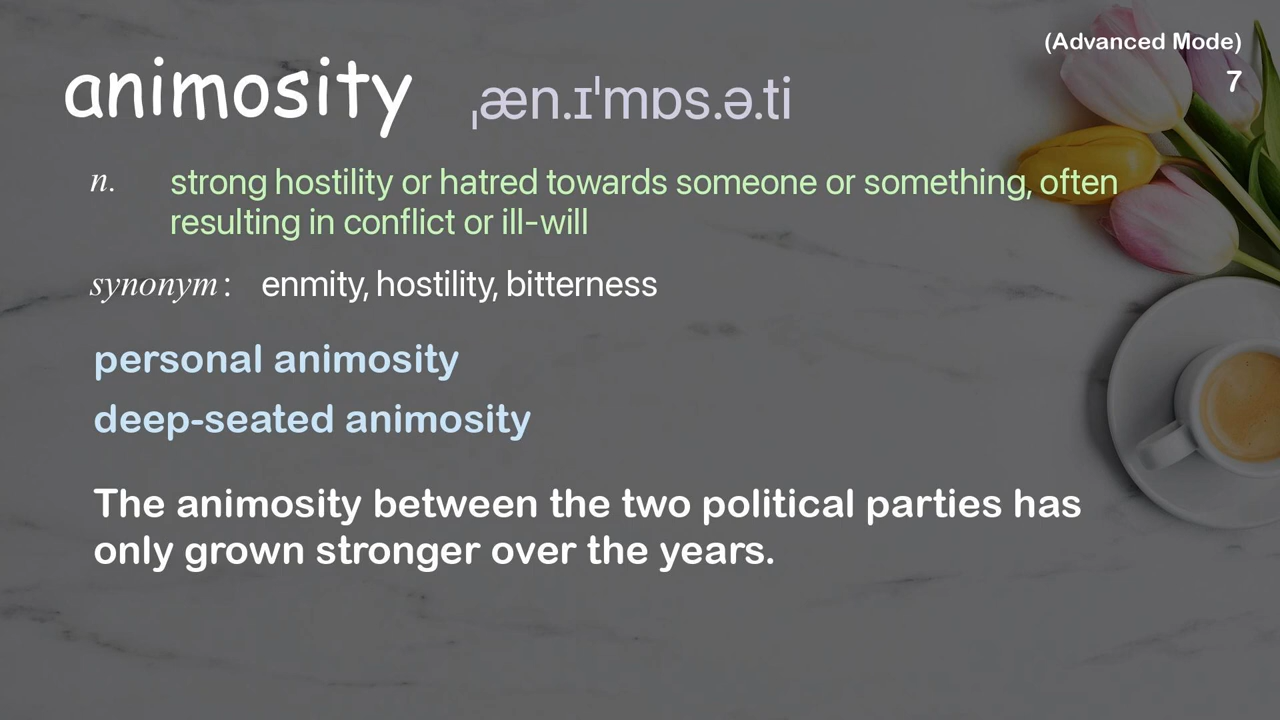 (Advanced Mode)
7
animosity ˌæn.ɪˈmɒs.ə.ti
n. strong hostility or hatred towards someone or something, often
resulting in conflict or ill-will
synonym : enmity, hostility, bitterness
personal animosity
deep-seated animosity
The animosity between the two political parties has
only grown stronger over the years.